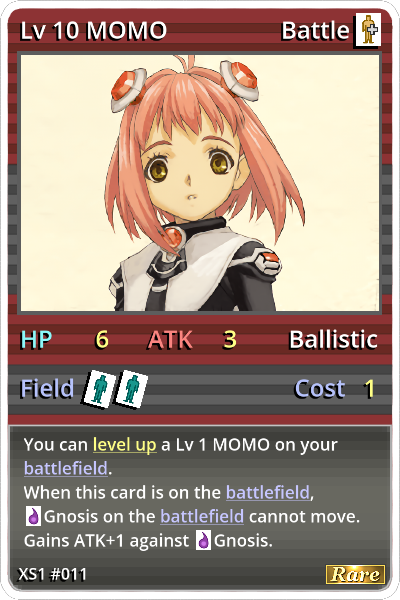 Lv 10 MOMO Battle
HP 6 ATK 3 Ballistic
Field Cost 1
You can level up a Lv 1 MOMO on your
battlefield.
When this card is on the battlefield,
Gnosis on the battlefield cannot move.
Gains ATK+1 against Gnosis.
XS1 #011 Rare